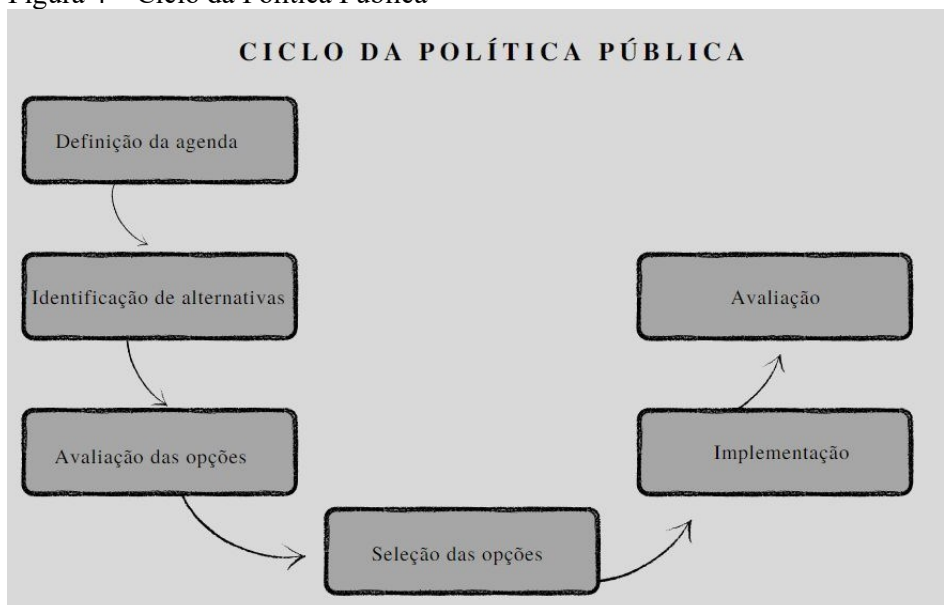 CICLO DA POLÍTICA PÚBLICA
Definição da agenda
Identificação de alternativas
Avaliação das opções
Seleção das opções
Implementação
Avaliação